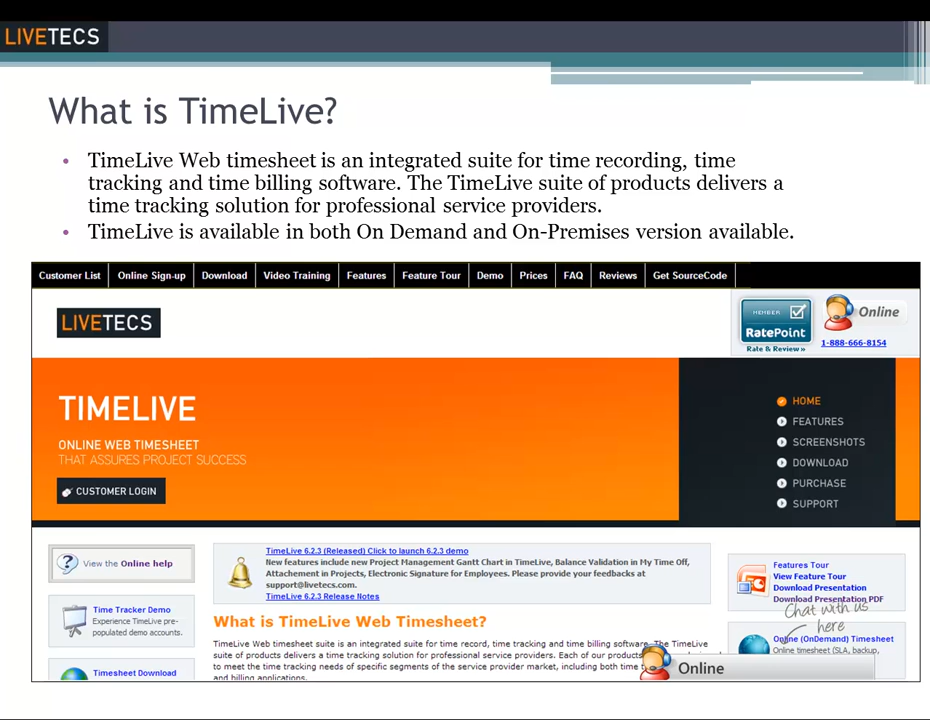 LIVETECS
What is TimeLive?
• TimeLive Web timesheet is an integrated suite for time recording, time
tracking and time billing software. The TimeLive suite of products delivers a
time tracking solution for professional service providers.
• TimeLive is available in both On Demand and On-Premises version available.
Customer List Online Sign-up Download Video Training Features Feature Tour Demo Prices FAQ Reviews Get SourceCode
LIVETECS
MEMBER
RatePoint
Rate & Review »
Online
1-888-666-8154
TIMELIVE
ONLINE WEB TIMESHEET
THAT ASSURES PROJECT SUCCESS
CUSTOMER LOGIN
HOME
FEATURES
SCREENSHOTS
DOWNLOAD
PURCHASE
SUPPORT
View the Online help
Time Tracker Demo
Experience TimeLive pre-
populated demo accounts.
Timesheet Download
TimeLive 6.2.3 (Released) Click to launch 6.2.3 demo
New features include new Project Management Gantt Chart in TimeLive, Balance Validation in My Time Off,
Attachement in Projects, Electronic Signature for Employees. Please provide your feedbacks at
support@livetecs.com.
TimeLive 6.2.3 Release Notes
What is TimeLive Web Timesheet?
TimeLive Web timesheet suite is an integrated suite for time record, time tracking and time billing software. The TimeLive
suite of products delivers a time tracking solution for professional service providers. Each of our products
to meet the time tracking needs of specific segments of the service provider market, including both time
and billing applications.
Features Tour
View Feature Tour
Download Presentation
Download Presentation PDF
Chat with us
here
Online (OnDemand) Timesheet
Online timesheet (SLA, backup,
Online